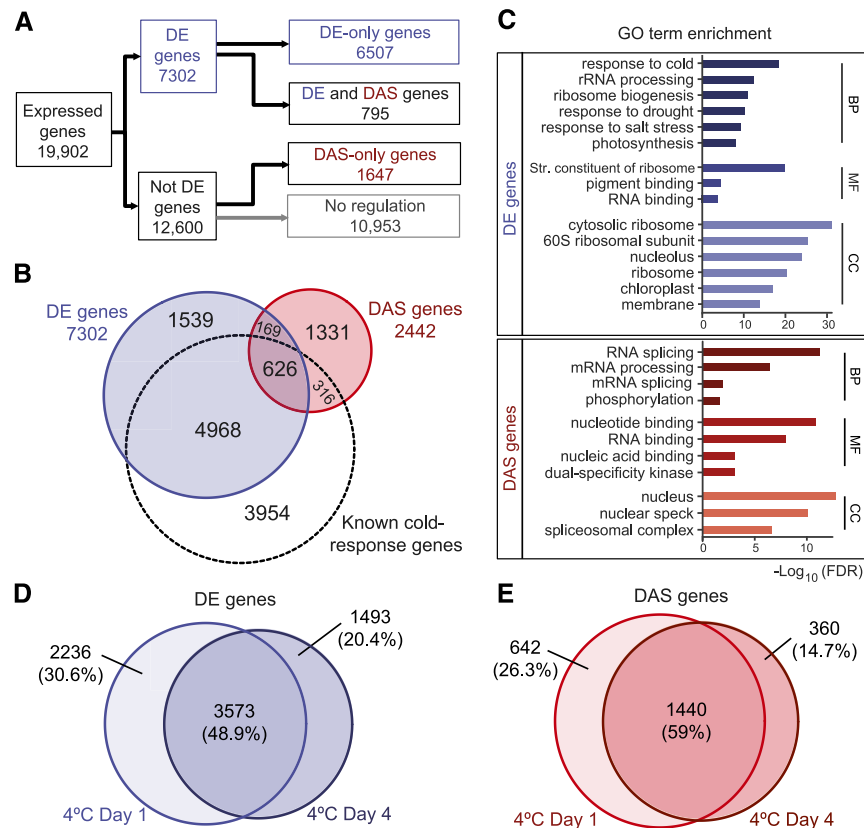 A
Expressed
genes
19,902
DE
genes
7302
Not DE
genes
12,600
DE-only genes
6507
DE and DAS genes
795
DAS-only genes
1647
No regulation
10,953
B
DE genes
7302
DAS genes
2442
1539
169
1331
626
316
4968
3954
Known cold-
response genes
C
GO term enrichment
DE genes
response to cold
rRNA processing
ribosome biogenesis
response to drought
response to salt stress
photosynthesis
BP
Str. constituent of ribosome
pigment binding
RNA binding
MF
cytosolic ribosome
60S ribosomal subunit
nucleolus
ribosome
chloroplast
membrane
CC
0 10 20 30
DAS genes
RNA splicing
mRNA processing
mRNA splicing
phosphorylation
BP
nucleotide binding
RNA binding
nucleic acid binding
dual-specificity kinase
MF
nucleus
nuclear speck
spliceosomal complex
CC
0 5 10
-Log10 (FDR)
D
DE genes
2236
(30.6%)
1493
(20.4%)
3573
(48.9%)
4ºC Day 1
4ºC Day 4
E
DAS genes
642
(26.3%)
360
(14.7%)
1440
(59%)
4ºC Day 1
4ºC Day 4